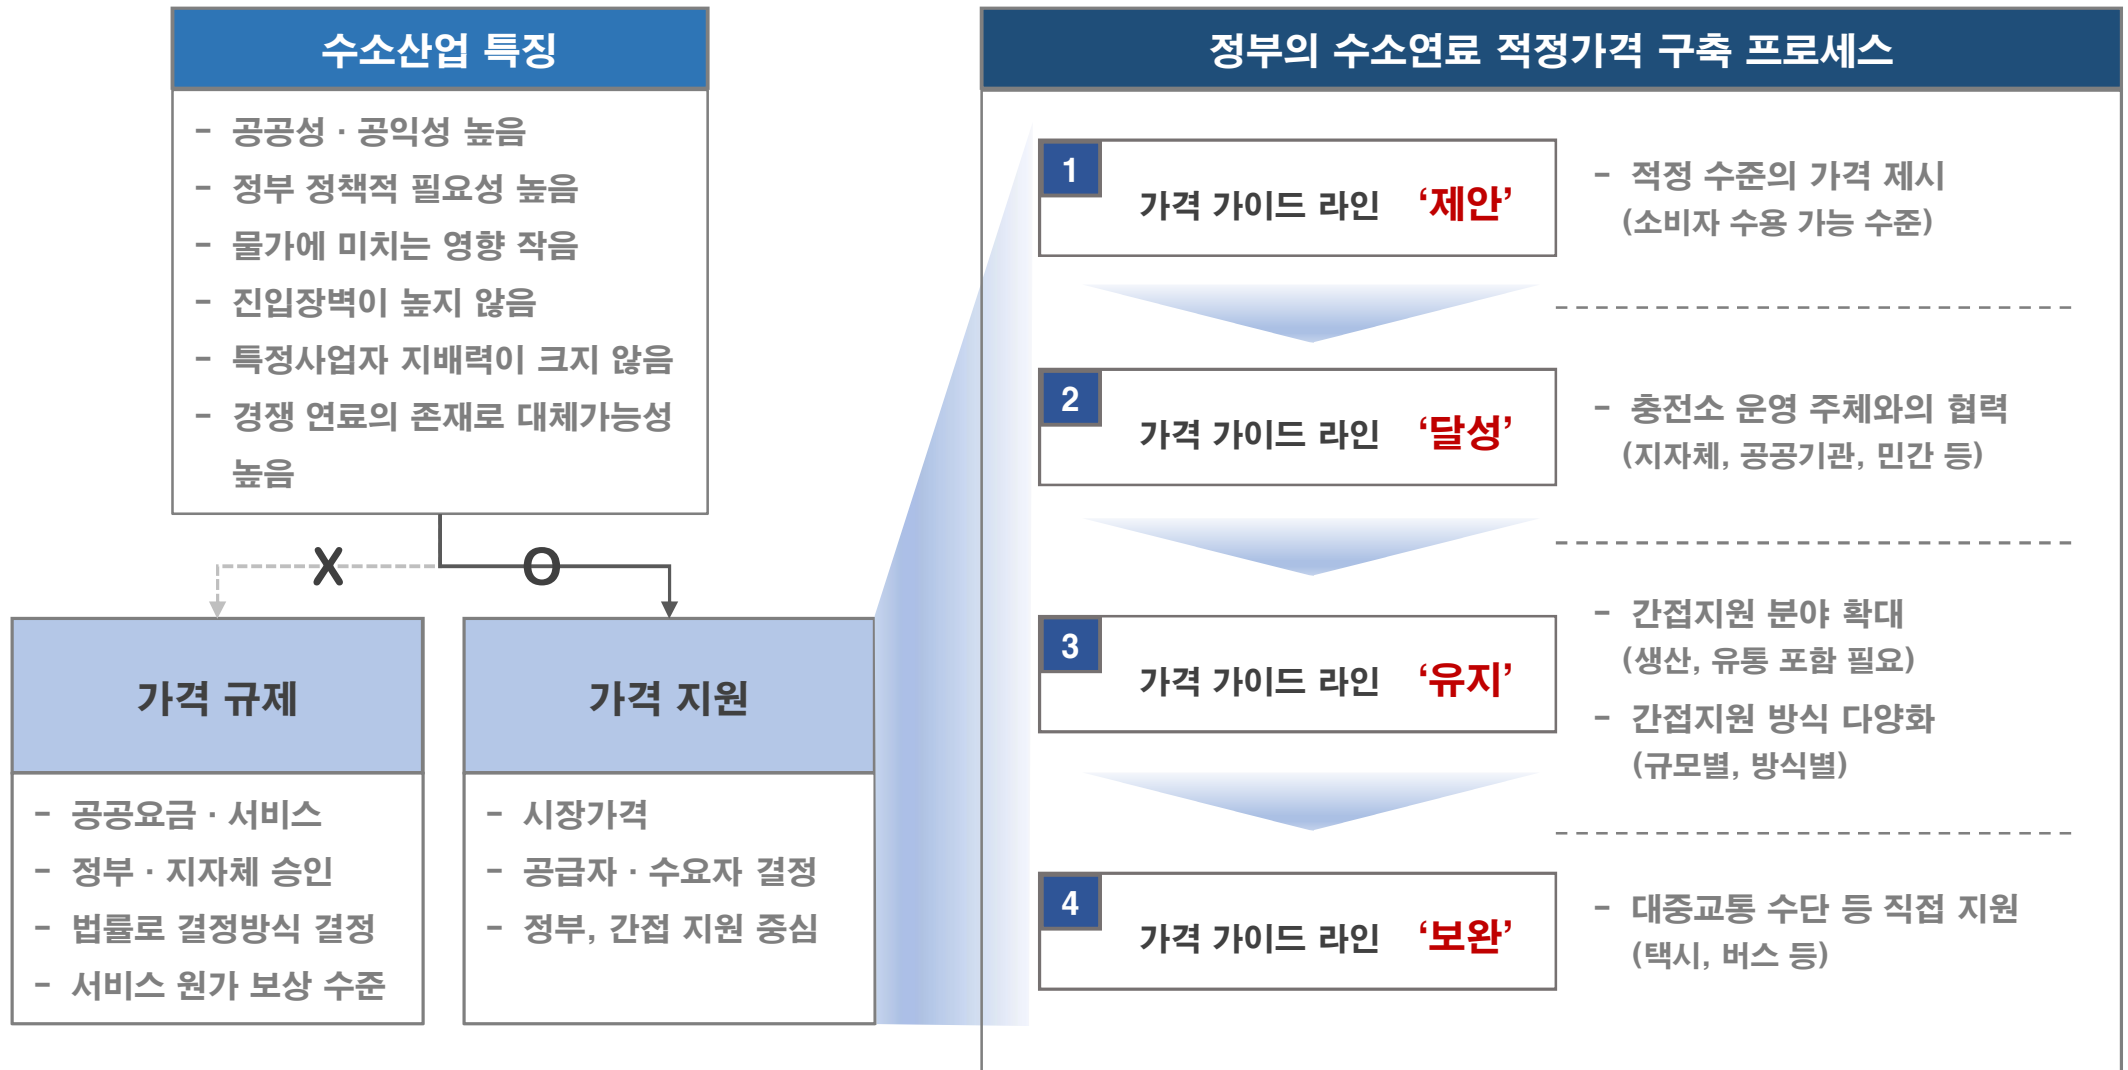 수소산업 특징
- 공공성 · 공익성 높음
- 정부 정책적 필요성 높음
- 물가에 미치는 영향 작음
- 진입장벽이 높지 않음
- 특정사업자 지배력이 크지 않음
- 경쟁 연료의 존재로 대체가능성
높음
X
O
가격 규제
- 공공요금 · 서비스
- 정부 · 지자체 승인
- 법률로 결정방식 결정
- 서비스 원가 보상 수준
가격 지원
- 시장가격
- 공급자 · 수요자 결정
- 정부, 간접 지원 중심
정부의 수소연료 적정가격 구축 프로세스
1
가격 가이드 라인 ‘제안’
- 적정 수준의 가격 제시
(소비자 수용 가능 수준)
2
가격 가이드 라인 ‘달성’
- 충전소 운영 주체와의 협력
(지자체, 공공기관, 민간 등)
3
가격 가이드 라인 ‘유지’
- 간접지원 분야 확대
(생산, 유통 포함 필요)
- 간접지원 방식 다양화
(규모별, 방식별)
4
가격 가이드 라인 ‘보완’
- 대중교통 수단 등 직접 지원
(택시, 버스 등)